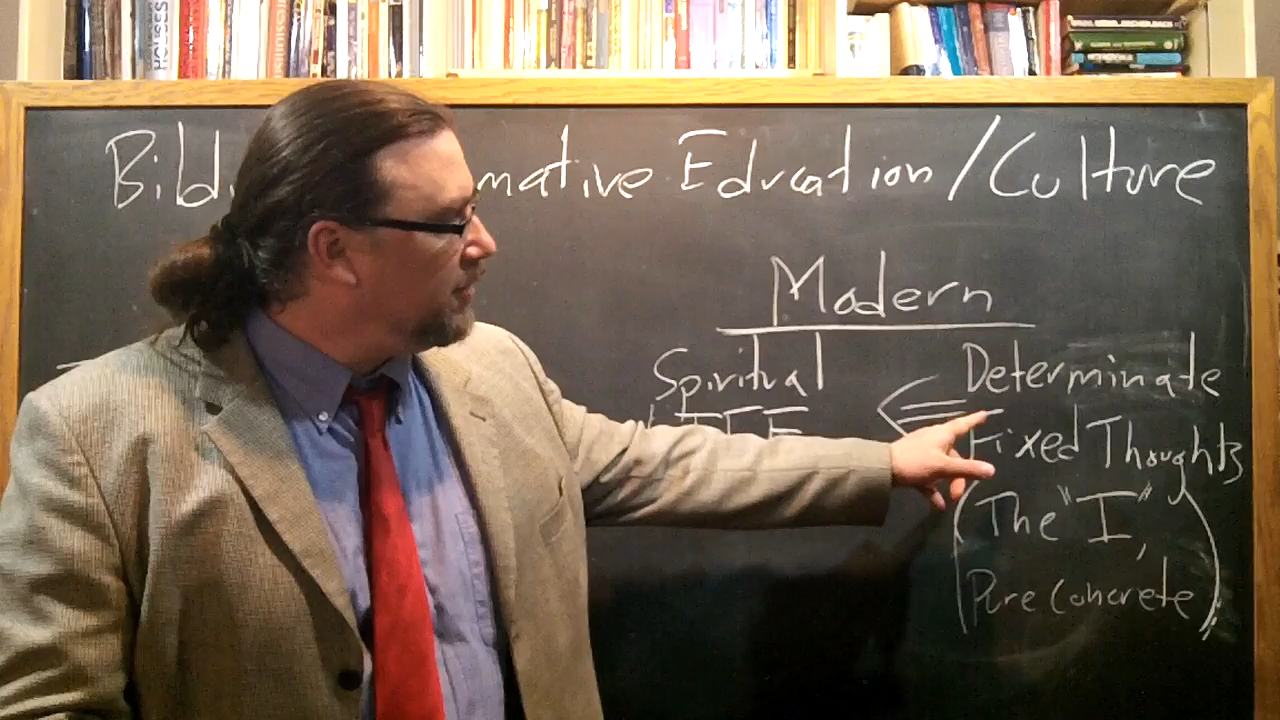 Bild mative Education/Culture
Modern
Spiritual
Determinate
Fixed Thoughts
(The "I",
Pure Concrete)